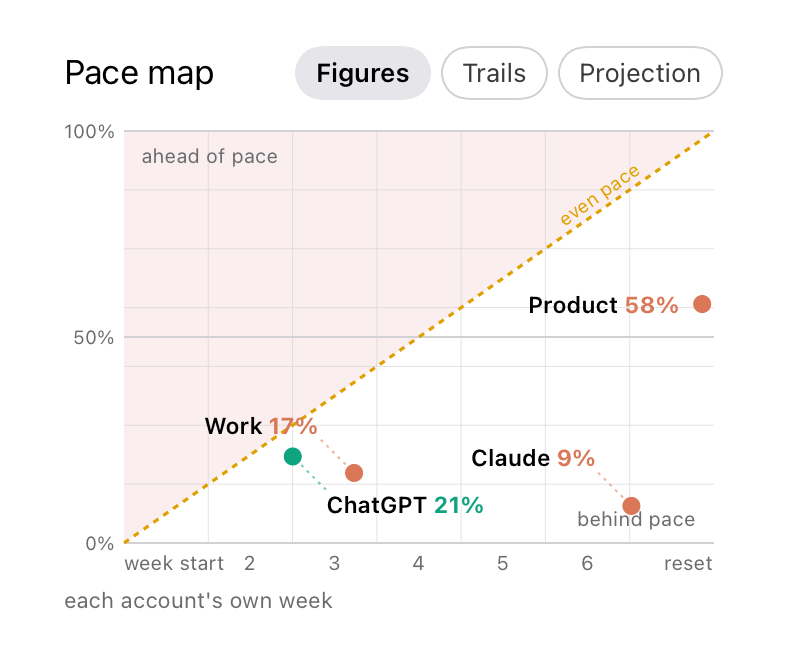 Pace map
Figures
Trails
Projection
100%
ahead of pace
even pace
Product 58%
50%
Work 17%
Claude 9%
ChatGPT 21%
behind pace
0%
week start 2 3 4 5 6 reset
each account's own week